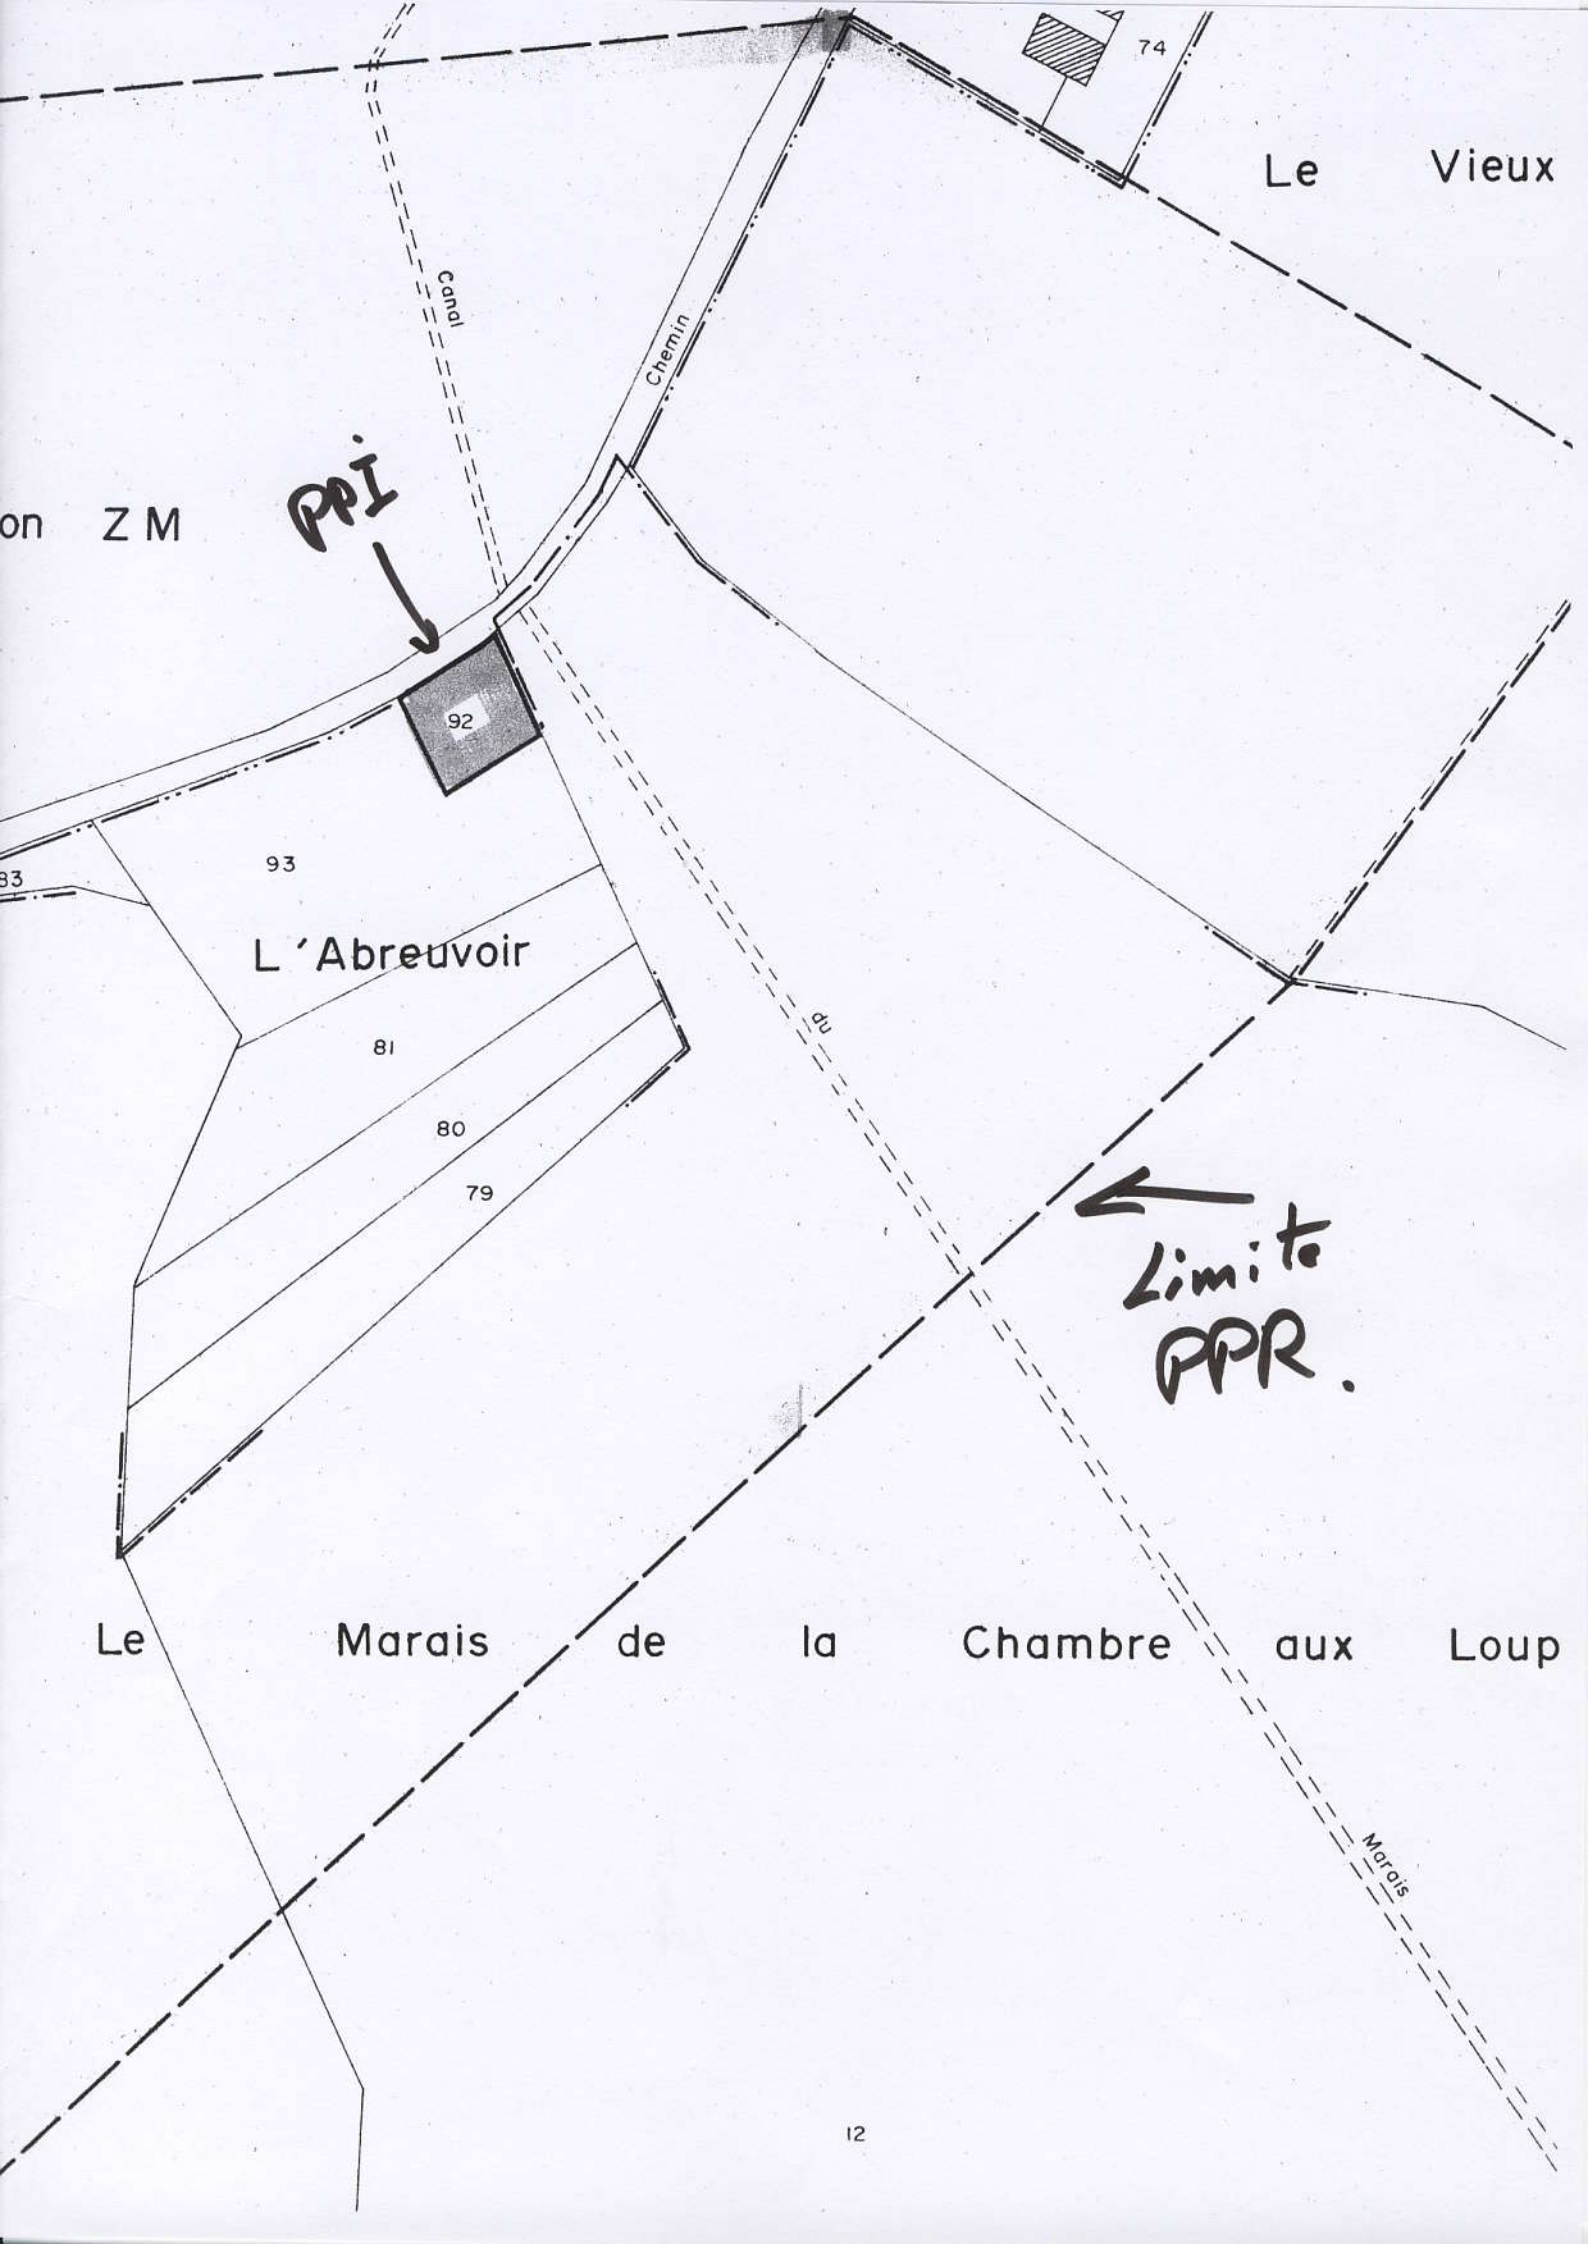 74
Le Vieux
Canal
Chemin
PPI
on ZM
92
93
83
L'Abreuvoir
du
81
80
79
Limite
PPR.
Le Marais de la Chambre aux Loup
Marais
12